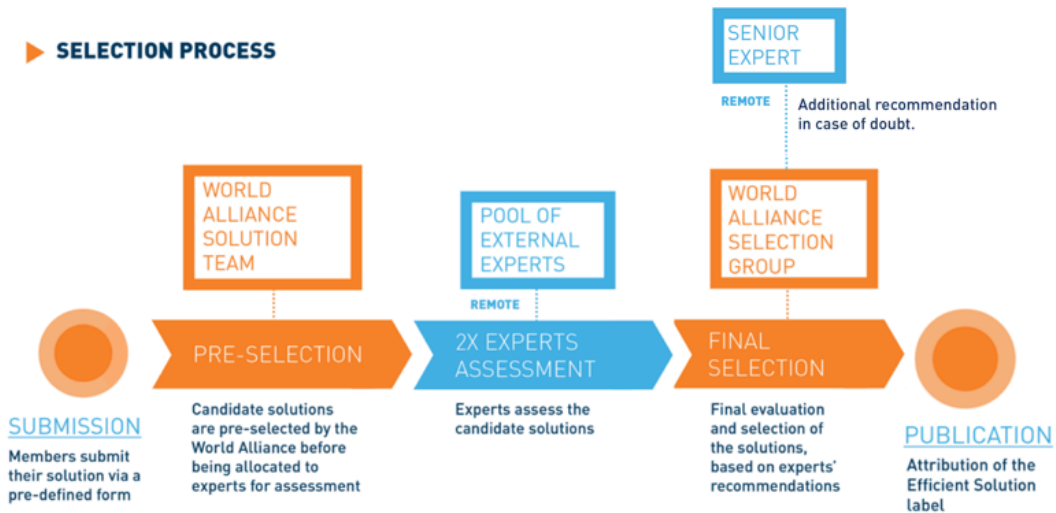 SELECTION PROCESS
SENIOR
EXPERT
REMOTE
Additional recommendation
in case of doubt.
WORLD
ALLIANCE
SOLUTION
TEAM
POOL OF
EXTERNAL
EXPERTS
REMOTE
WORLD
ALLIANCE
SELECTION
GROUP
SUBMISSION
Members submit
their solution via a
pre-defined form
PRE-SELECTION
Candidate solutions
are pre-selected by the
World Alliance before
being allocated to
experts for assessment
2X EXPERTS
ASSESSMENT
Experts assess the
candidate solutions
FINAL
SELECTION
Final evaluation
and selection of
the solutions,
based on experts'
recommendations
PUBLICATION
Attribution of the
Efficient Solution
label